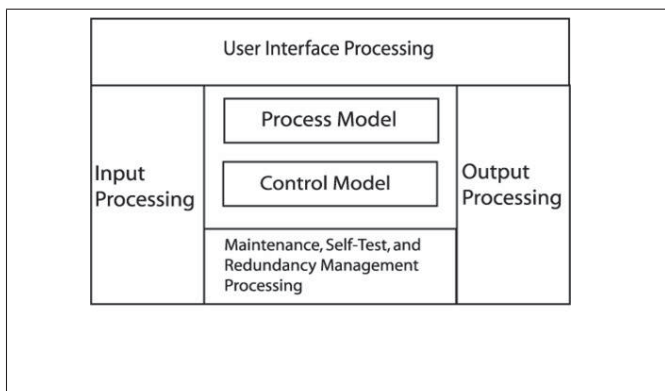 User Interface Processing
Process Model
Control Model
Input
Processing
Output
Processing
Maintenance, Self-Test, and
Redundancy Management
Processing